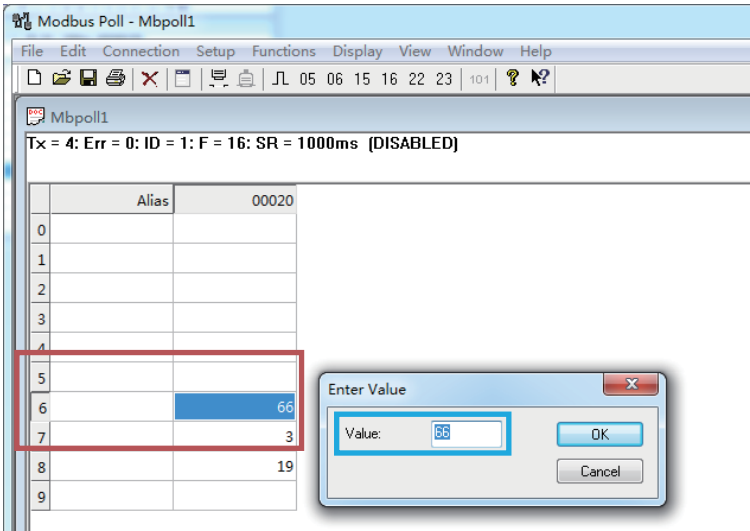 Modbus Poll - Mbpoll1
File Edit Connection Setup Functions Display View Window Help
05 06 15 16 22 23 101
Mbpoll1
Tx = 4: Err = 0: ID = 1: F = 16: SR = 1000ms (DISABLED)
Alias 00020
0
1
2
3
4
5
6 66
7 3
8 19
9
Enter Value
Value: 66
OK
Cancel